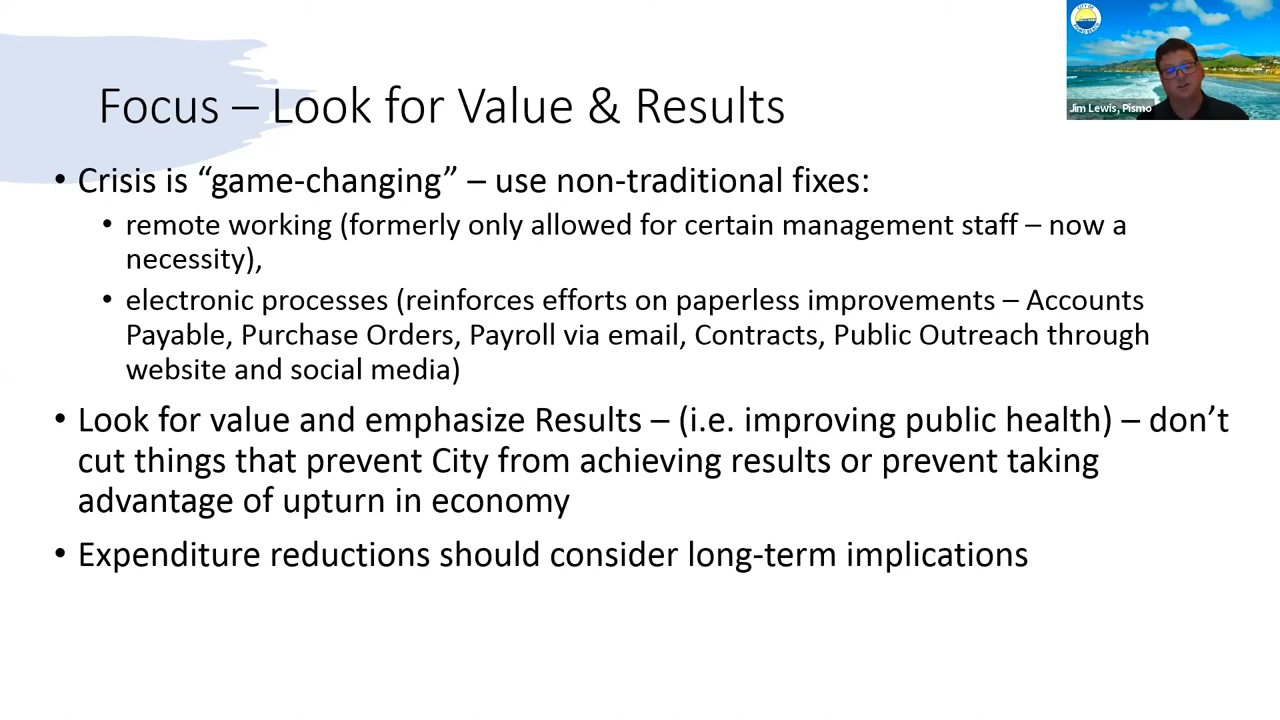 CITY OF
PISMO BEACH
Jim Lewis, Pismo
Focus – Look for Value & Results
• Crisis is “game-changing” – use non-traditional fixes:
• remote working (formerly only allowed for certain management staff – now a
necessity),
• electronic processes (reinforces efforts on paperless improvements – Accounts
Payable, Purchase Orders, Payroll via email, Contracts, Public Outreach through
website and social media)
• Look for value and emphasize Results – (i.e. improving public health) – don’t
cut things that prevent City from achieving results or prevent taking
advantage of upturn in economy
• Expenditure reductions should consider long-term implications